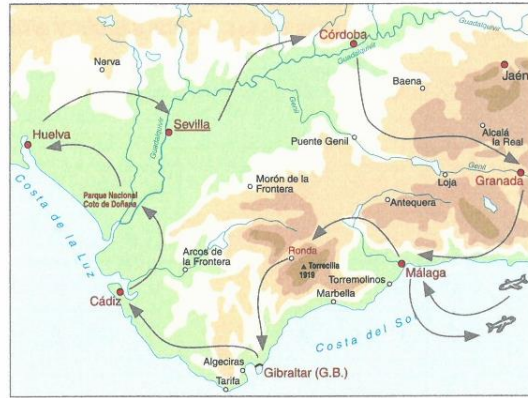 Córdoba
Guadalquivir
Guadalquivir
Jaén
Nerva
Baena
Sevilla
Guadalquivir
Genil
Huelva
Puente Genil
Alcalá
la Real
Genil
Loja
Granada
Costa de la Luz
Parque Nacional
Coto de Doñana
Morón de la
Frontera
Antequera
Arcos de
la Frontera
Ronda
Torrecilla
1919
Málaga
Cádiz
Torremolinos
Marbella
Costa del Sol
Algeciras
Gibraltar (G.B.)
Tarifa